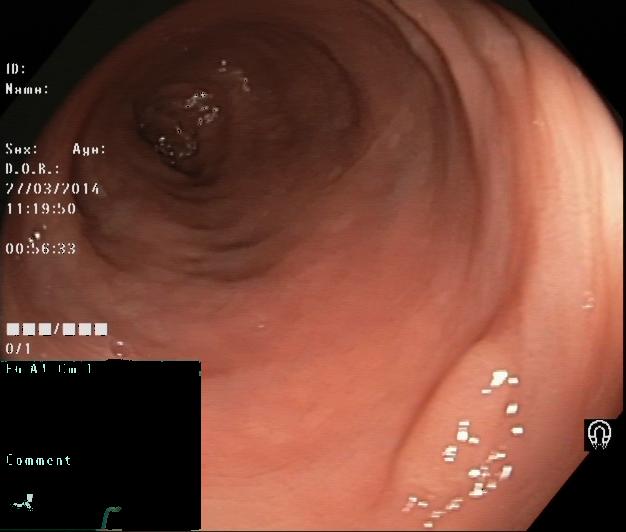 ID:
Name:
Sex: Age:
D.O.B.:
27/03/2014
11:19:50
00:56:33
■■■/■■■
0/1
Comment